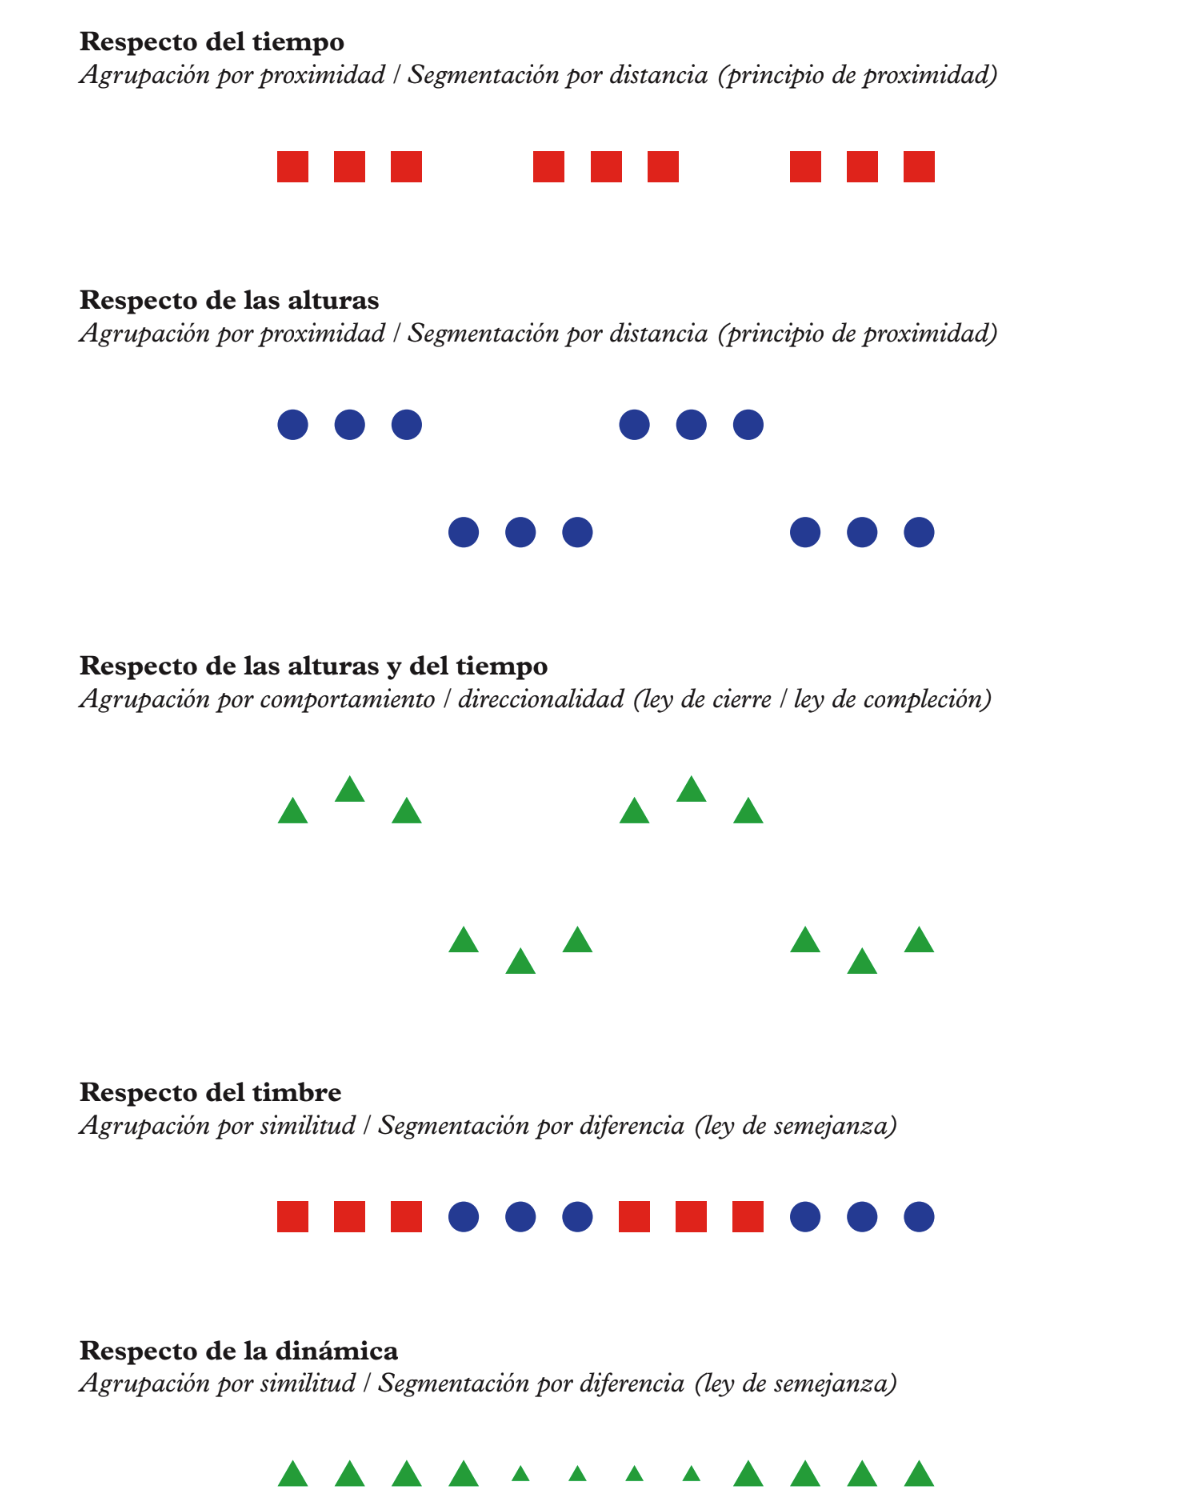 Respecto del tiempo
Agrupación por proximidad / Segmentación por distancia (principio de proximidad)
Respecto de las alturas
Agrupación por proximidad / Segmentación por distancia (principio de proximidad)
Respecto de las alturas y del tiempo
Agrupación por comportamiento / direccionalidad (ley de cierre / ley de compleción)
Respecto del timbre
Agrupación por similitud / Segmentación por diferencia (ley de semejanza)
Respecto de la dinámica
Agrupación por similitud / Segmentación por diferencia (ley de semejanza)